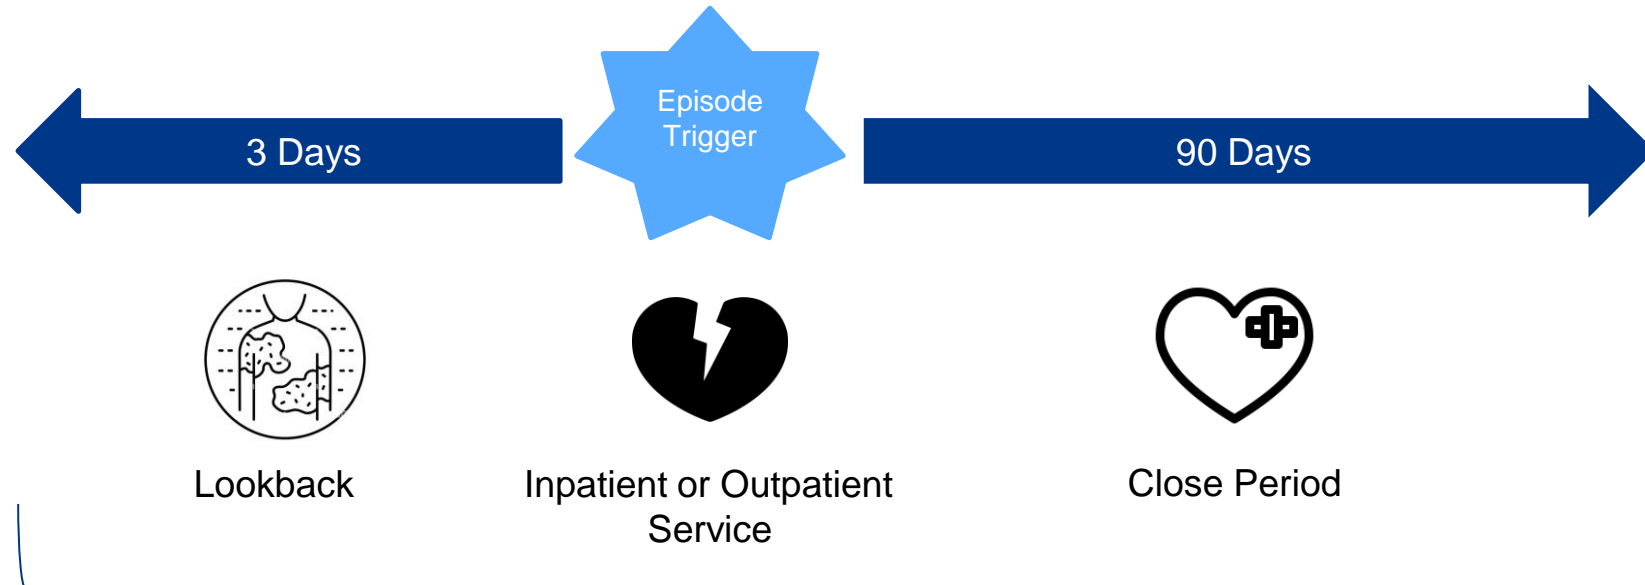 Episode
Trigger
3 Days
90 Days
Lookback
Inpatient or Outpatient
Service
Close Period